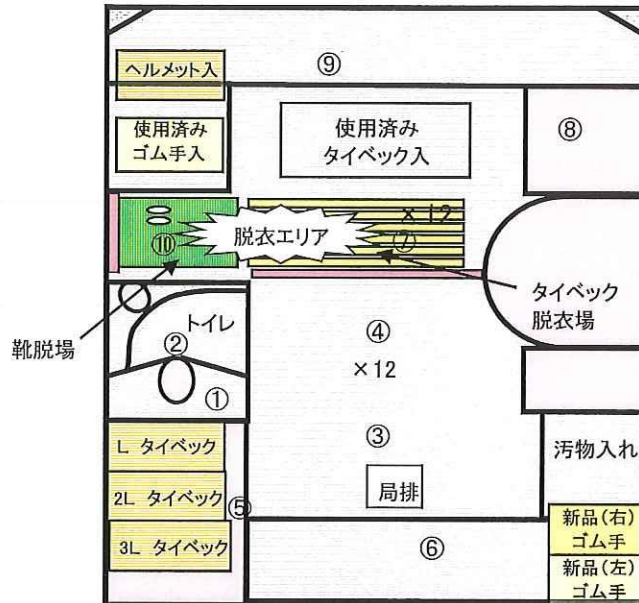 ⑨
ヘルメット入
使用済み
ゴム手入
使用済み
タイベック入
⑧
×12
脱衣エリア
⑩
⑦
タイベック
脱衣場
靴脱場
トイレ
②
①
④
×12
③
局排
L タイベック
2L タイベック
3L タイベック
⑤
⑥
汚物入れ
新品(右)
ゴム手
新品(左)
ゴム手